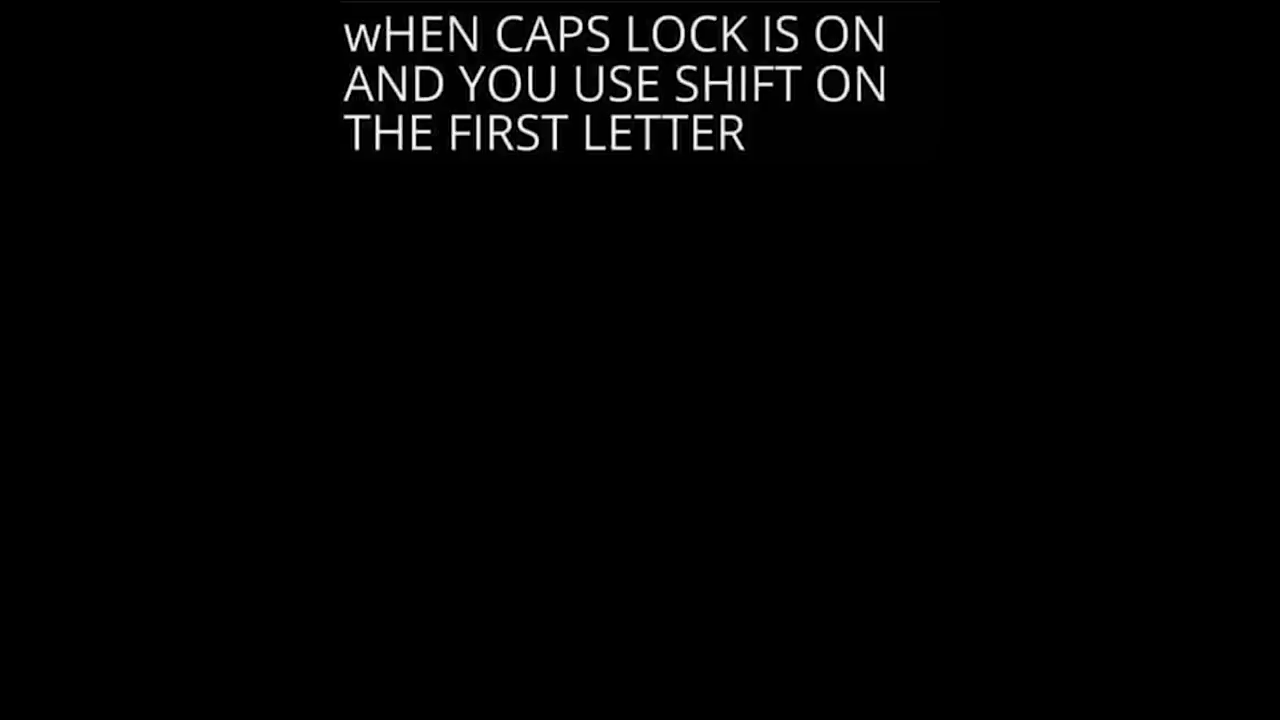 wHEN CAPS LOCK IS ON
AND YOU USE SHIFT ON
THE FIRST LETTER